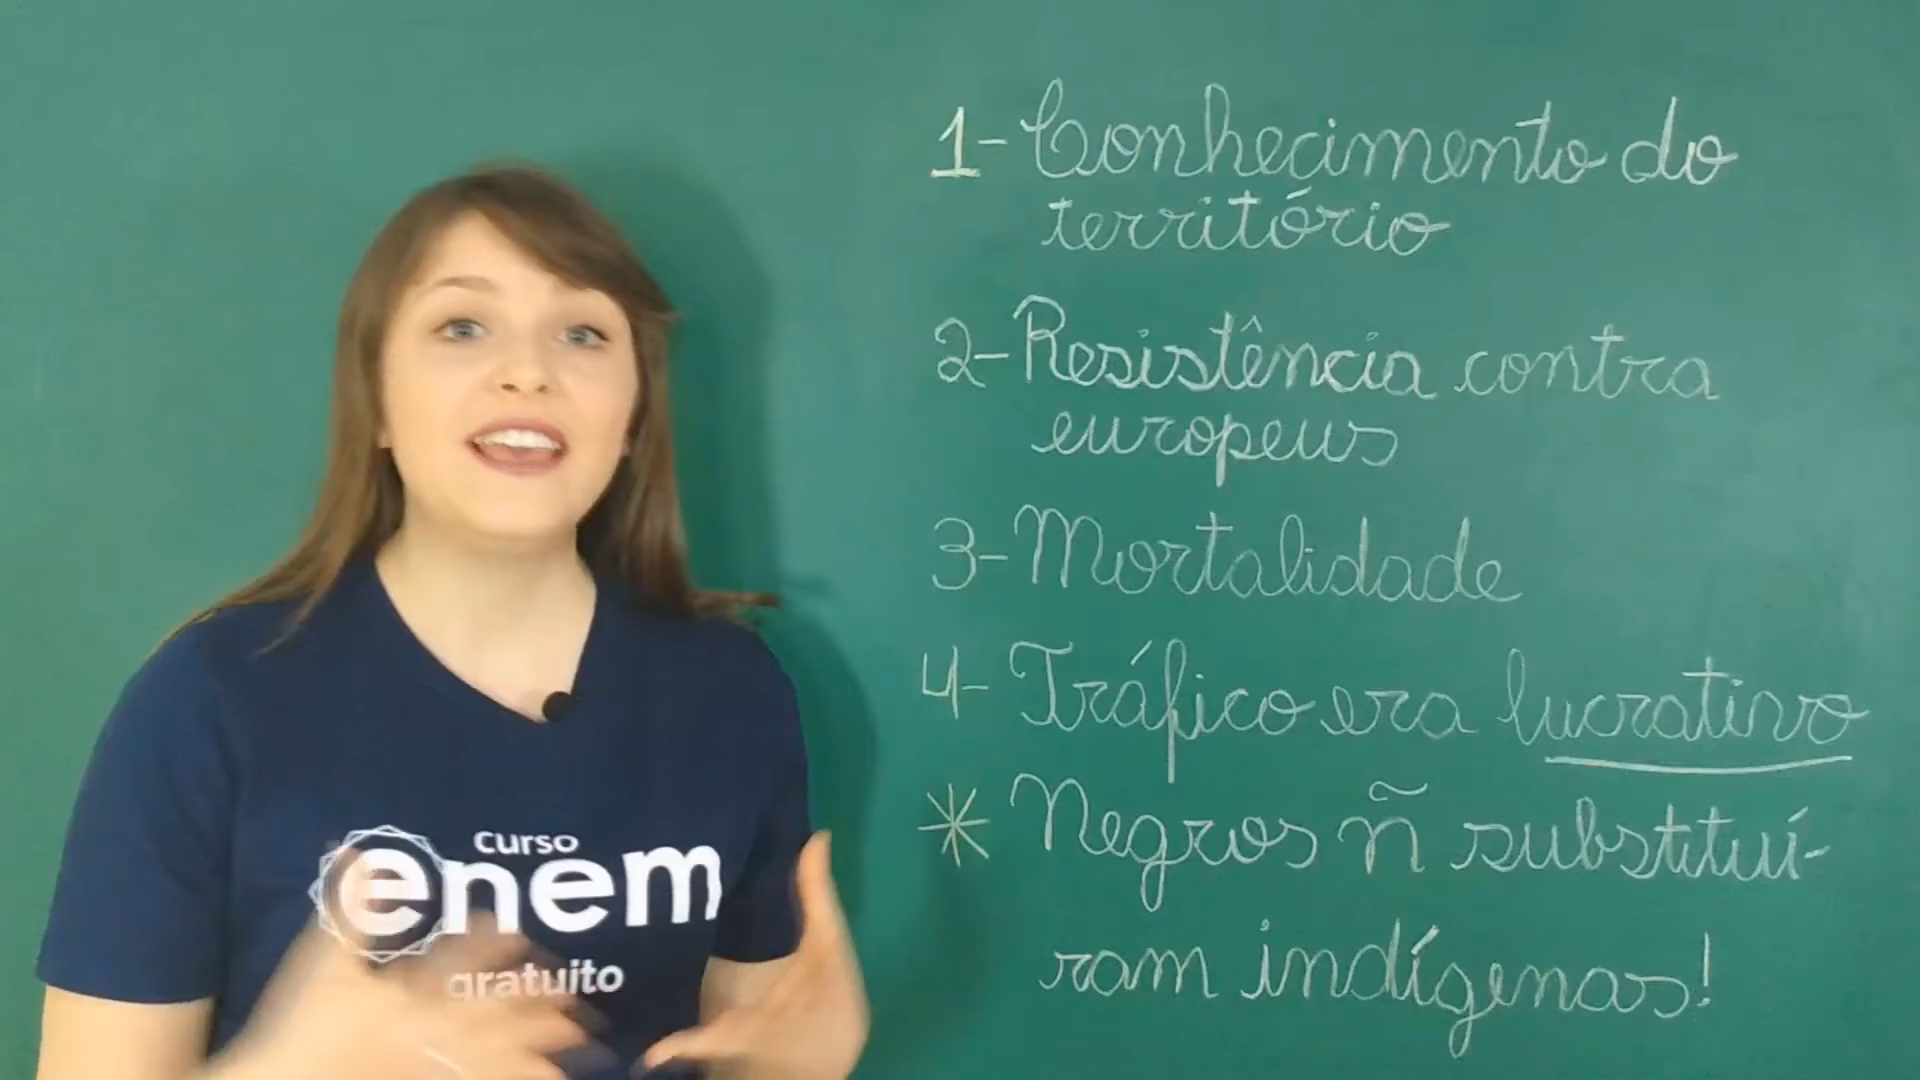 1- Conhecimento do
território
2- Resistência contra
europeus
3- Mortalidade
4- Tráfico era lucrativo
* Negros ñ substituí-
ram indígenas!
curso
enem
gratuito